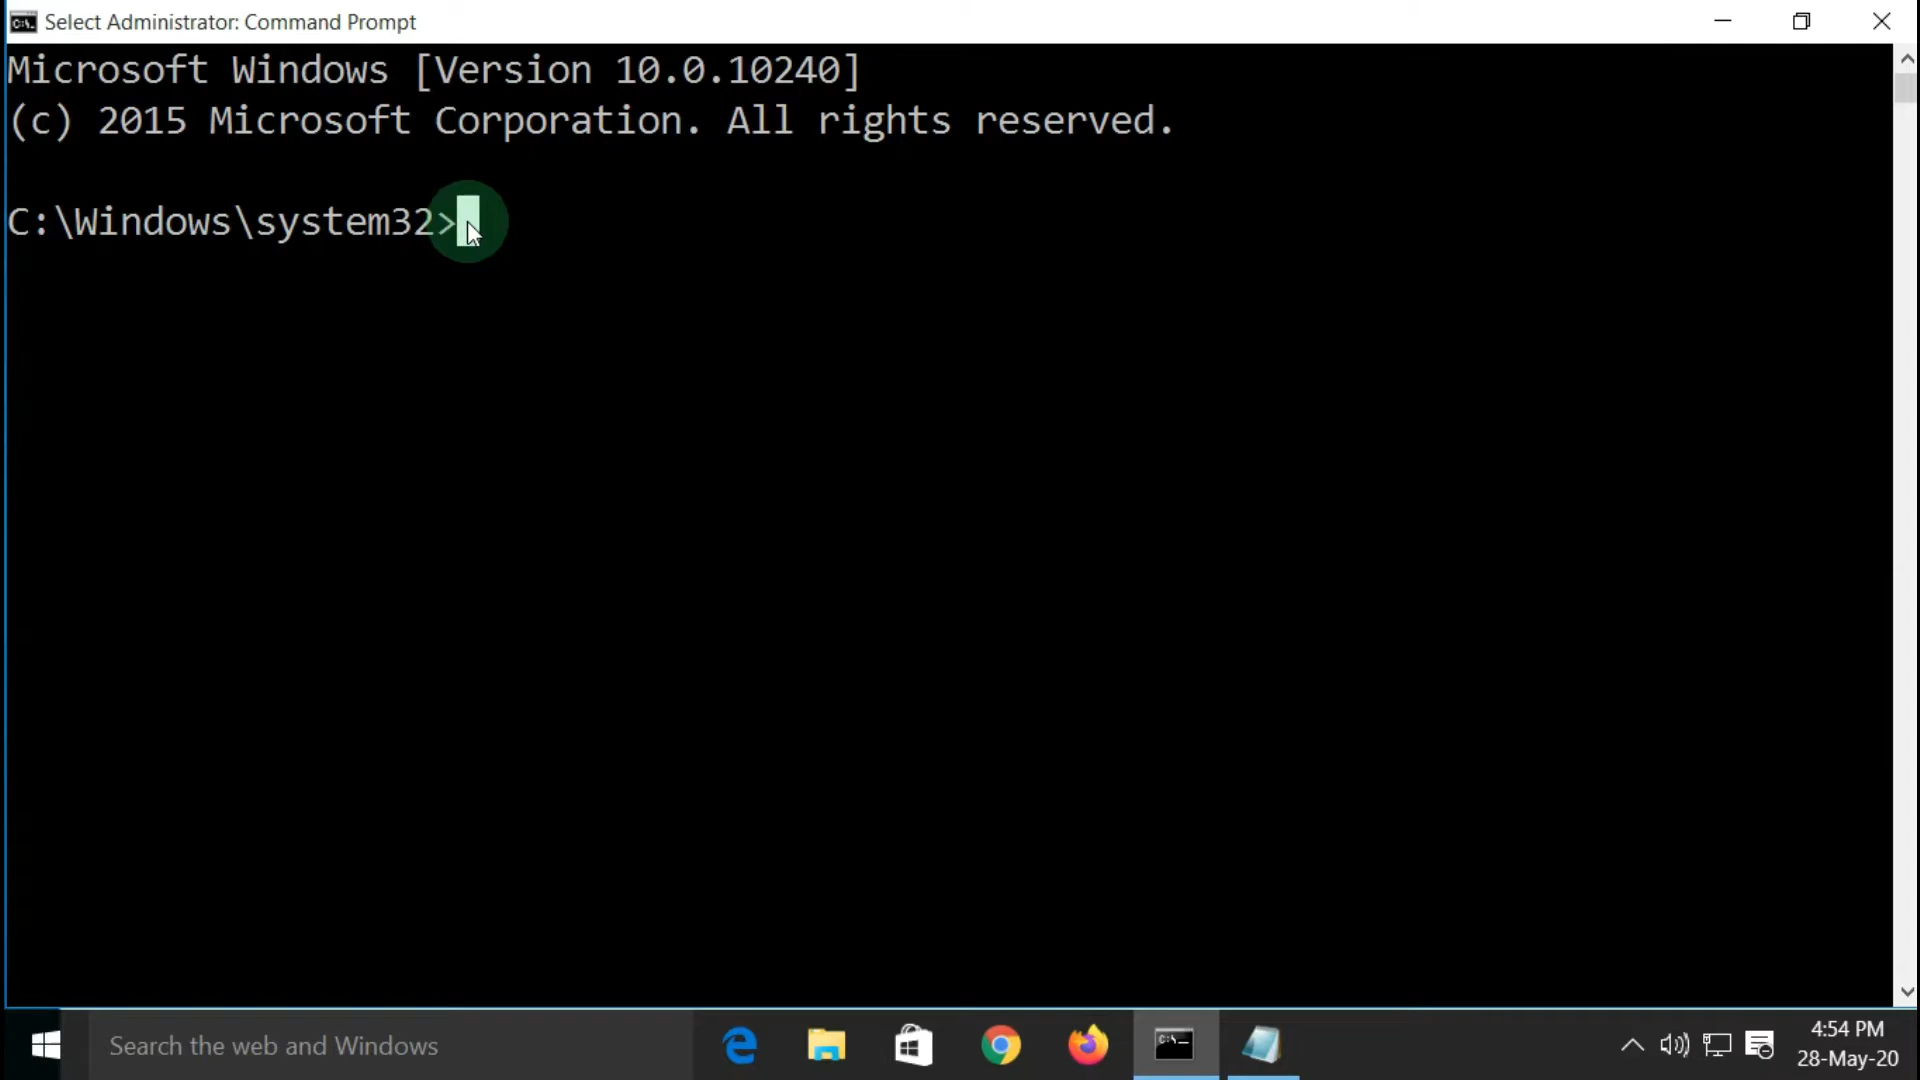 Select Administrator: Command Prompt
Microsoft Windows [Version 10.0.10240]
(c) 2015 Microsoft Corporation. All rights reserved.
C:\Windows\system32>
Search the web and Windows
4:54 PM
28-May-20